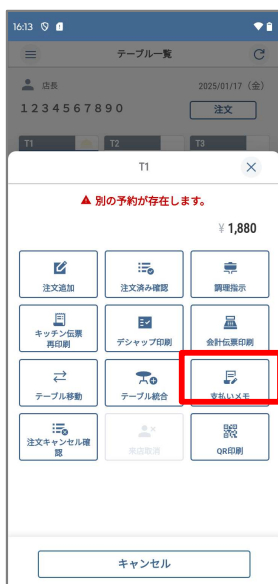 16:13
テーブル一覧
店長
2025/01/17（金）
1234567890
注文
T1
T2
T3
T1
別の予約が存在します。
¥ 1,880
注文追加
注文済み確認
調理指示
キッチン伝票
再印刷
デシャップ印刷
会計伝票印刷
テーブル移動
テーブル統合
支払いメモ
注文キャンセル確
認
来店取消
QR印刷
キャンセル